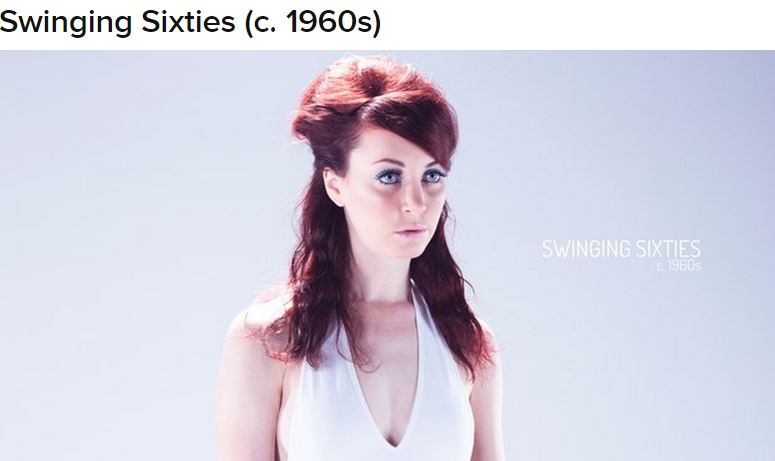 Swinging Sixties (c. 1960s)
SWINGING SIXTIES
c. 1960s